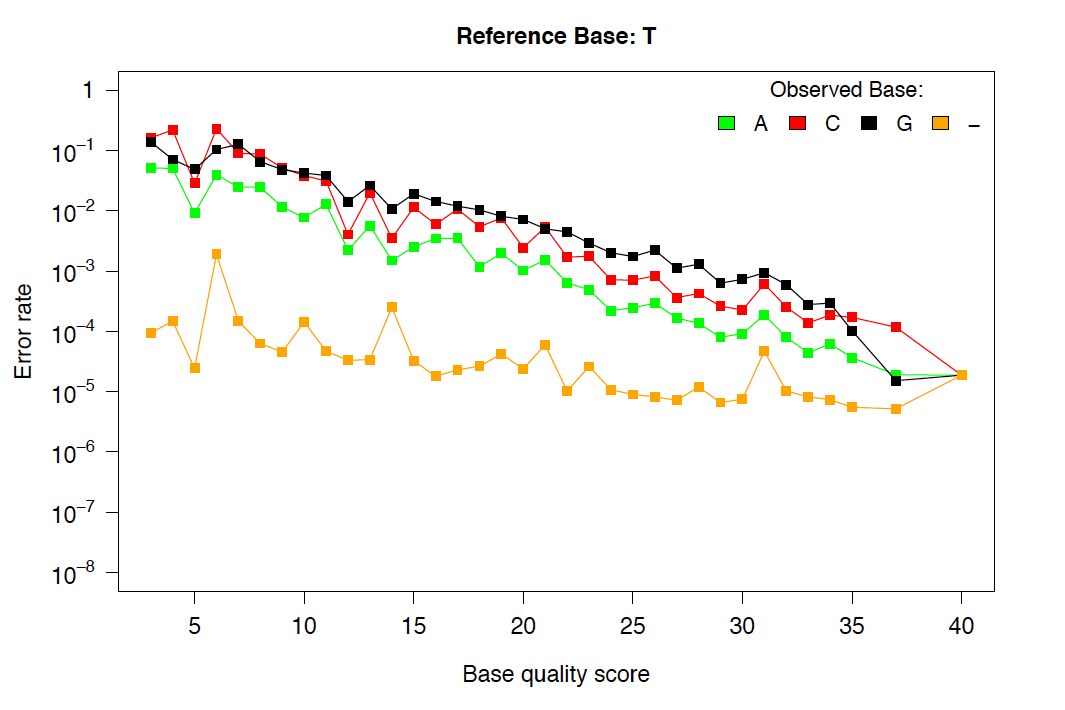 Reference Base: T
Observed Base:
A C G –
1
10⁻¹
10⁻²
10⁻³
10⁻⁴
10⁻⁵
10⁻⁶
10⁻⁷
10⁻⁸
Error rate
5 10 15 20 25 30 35 40
Base quality score